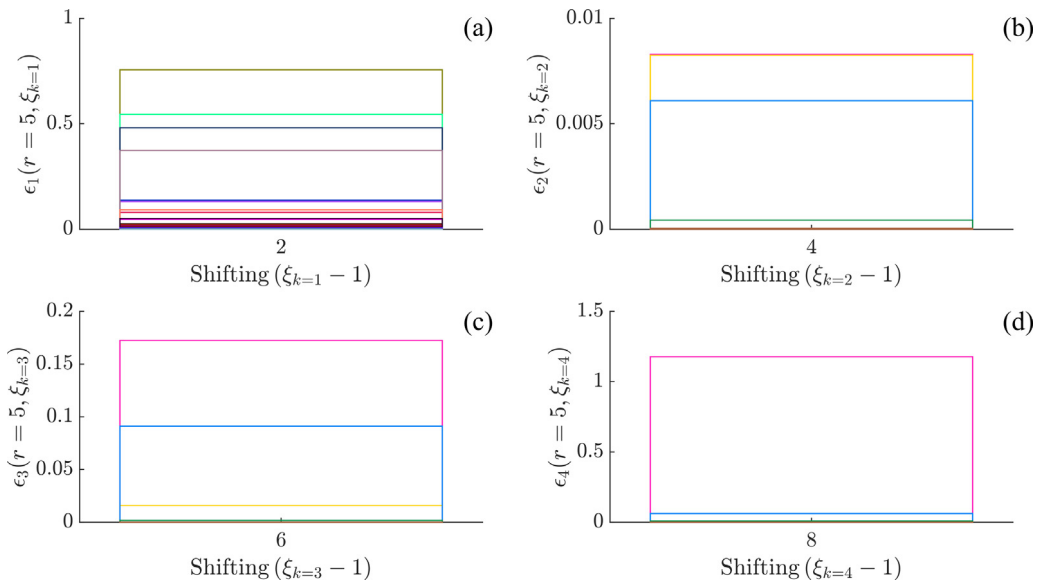 (a)
1
0.5
0
ϵ₁(r = 5, ξₖ₌₁)
2
Shifting (ξₖ₌₁ − 1)
(b)
0.01
0.005
0
ϵ₂(r = 5, ξₖ₌₂)
4
Shifting (ξₖ₌₂ − 1)
(c)
0.2
0.15
0.1
0.05
0
ϵ₃(r = 5, ξₖ₌₃)
6
Shifting (ξₖ₌₃ − 1)
(d)
1.5
1
0.5
0
ϵ₄(r = 5, ξₖ₌₄)
8
Shifting (ξₖ₌₄ − 1)